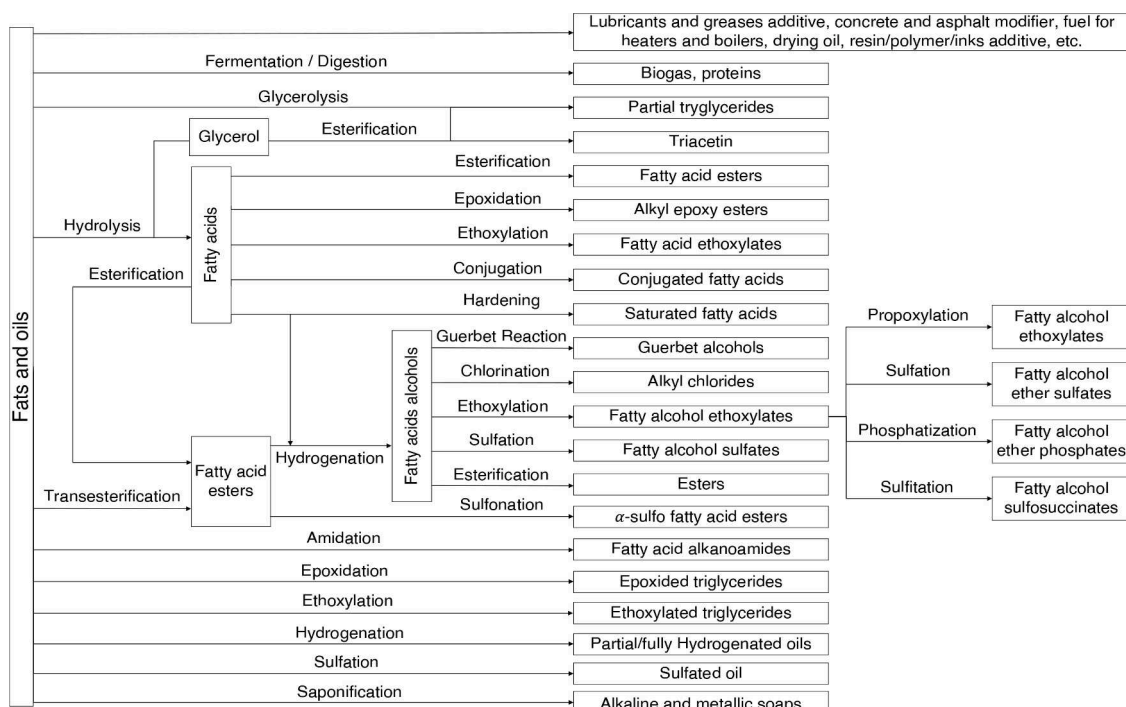 Lubricants and greases additive, concrete and asphalt modifier, fuel for
heaters and boilers, drying oil, resin/polymer/inks additive, etc.
Fermentation / Digestion
Biogas, proteins
Glycerolysis
Partial tryglycerides
Glycerol
Esterification
Triacetin
Esterification
Fatty acid esters
Epoxidation
Alkyl epoxy esters
Hydrolysis
Fatty acids
Ethoxylation
Fatty acid ethoxylates
Esterification
Conjugation
Conjugated fatty acids
Hardening
Saturated fatty acids
Fats and oils
Guerbet Reaction
Guerbet alcohols
Chlorination
Alkyl chlorides
Fatty acids alcohols
Ethoxylation
Fatty alcohol ethoxylates
Hydrogenation
Sulfation
Fatty alcohol sulfates
Esterification
Esters
Propoxylation
Fatty alcohol
ethoxylates
Sulfation
Fatty alcohol
ether sulfates
Phosphatization
Fatty alcohol
ether phosphates
Sulfitation
Fatty alcohol
sulfosuccinates
Transesterification
Fatty acid
esters
Sulfonation
α-sulfo fatty acid esters
Amidation
Fatty acid alkanoamides
Epoxidation
Epoxided triglycerides
Ethoxylation
Ethoxylated triglycerides
Hydrogenation
Partial/fully Hydrogenated oils
Sulfation
Sulfated oil
Saponification
Alkaline and metallic soaps